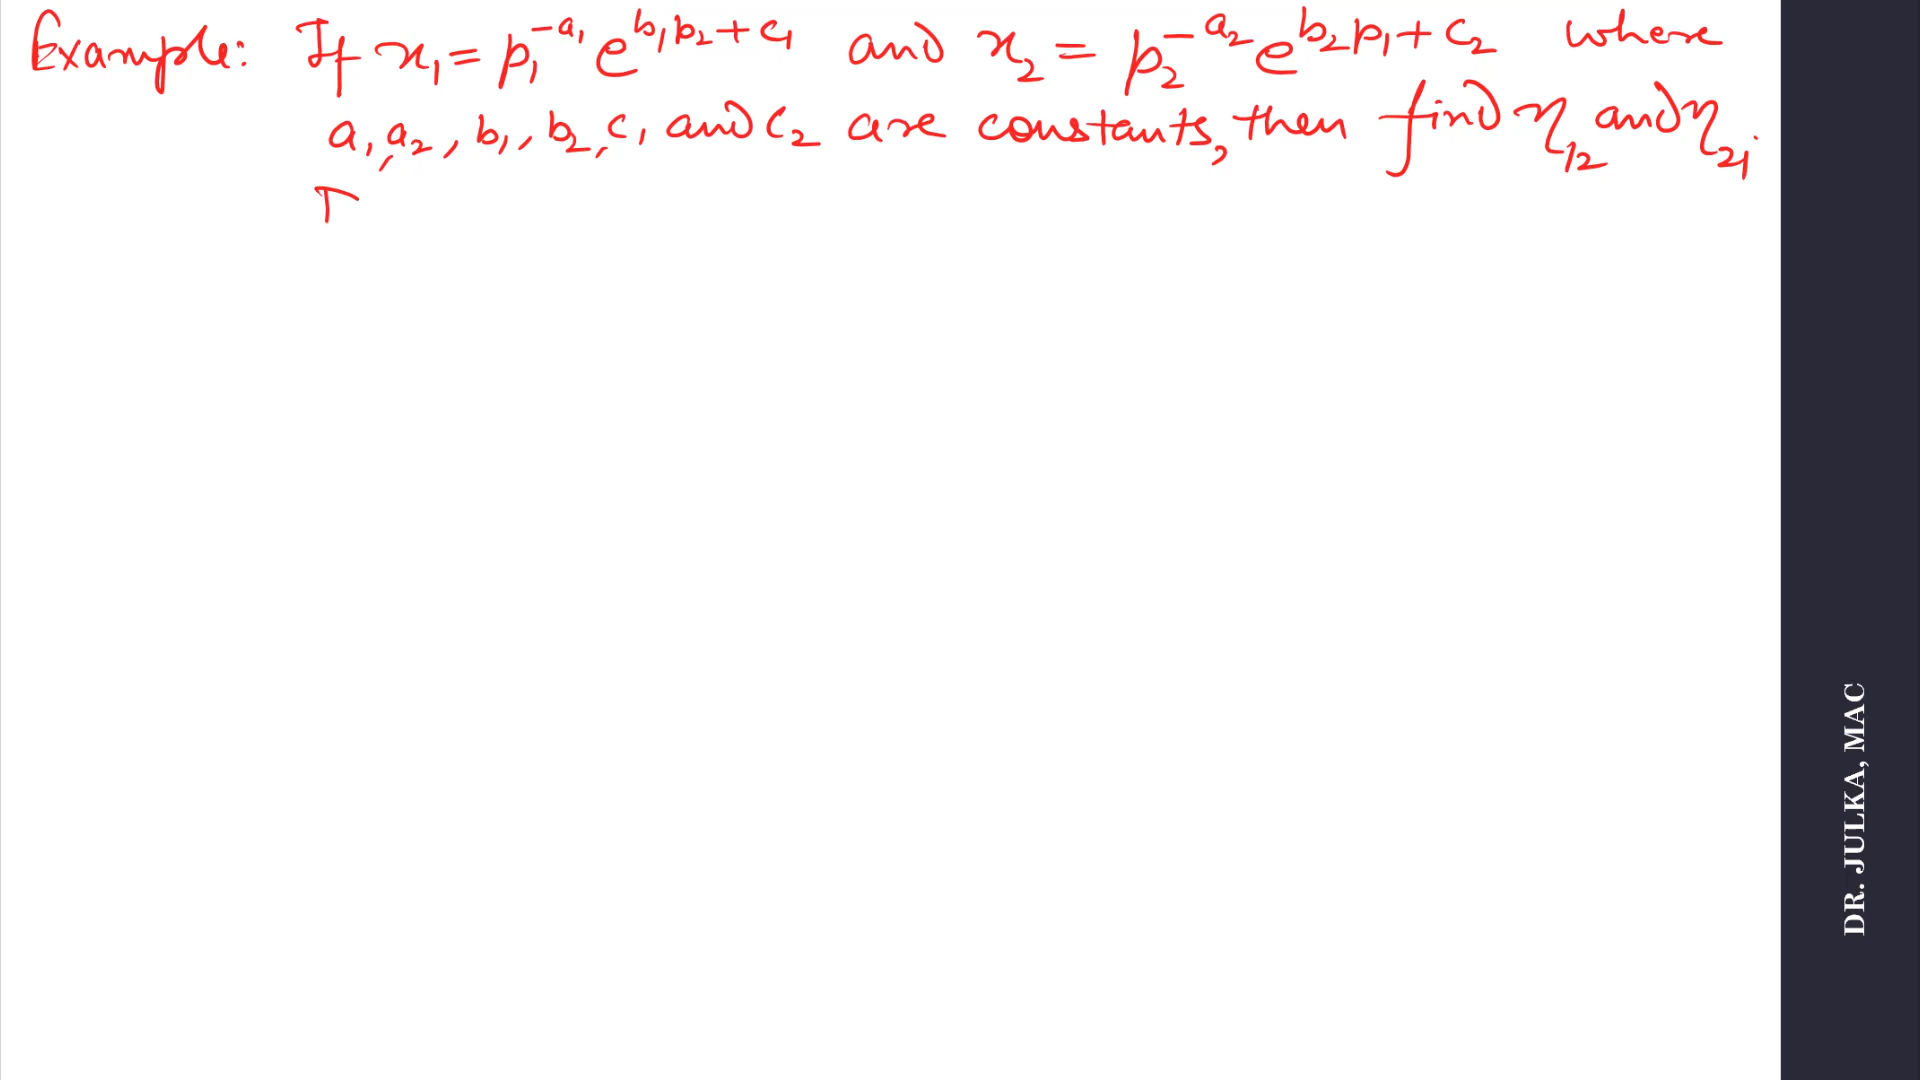 Example: If x₁ = p₁^{-a₁} e^{b₁p₂+c₁} and x₂ = p₂^{-a₂} e^{b₂p₁+c₂} where
a₁, a₂, b₁, b₂, c₁ and c₂ are constants, then find η₁₂ and η₂₁.
DR. JULKA, MAC